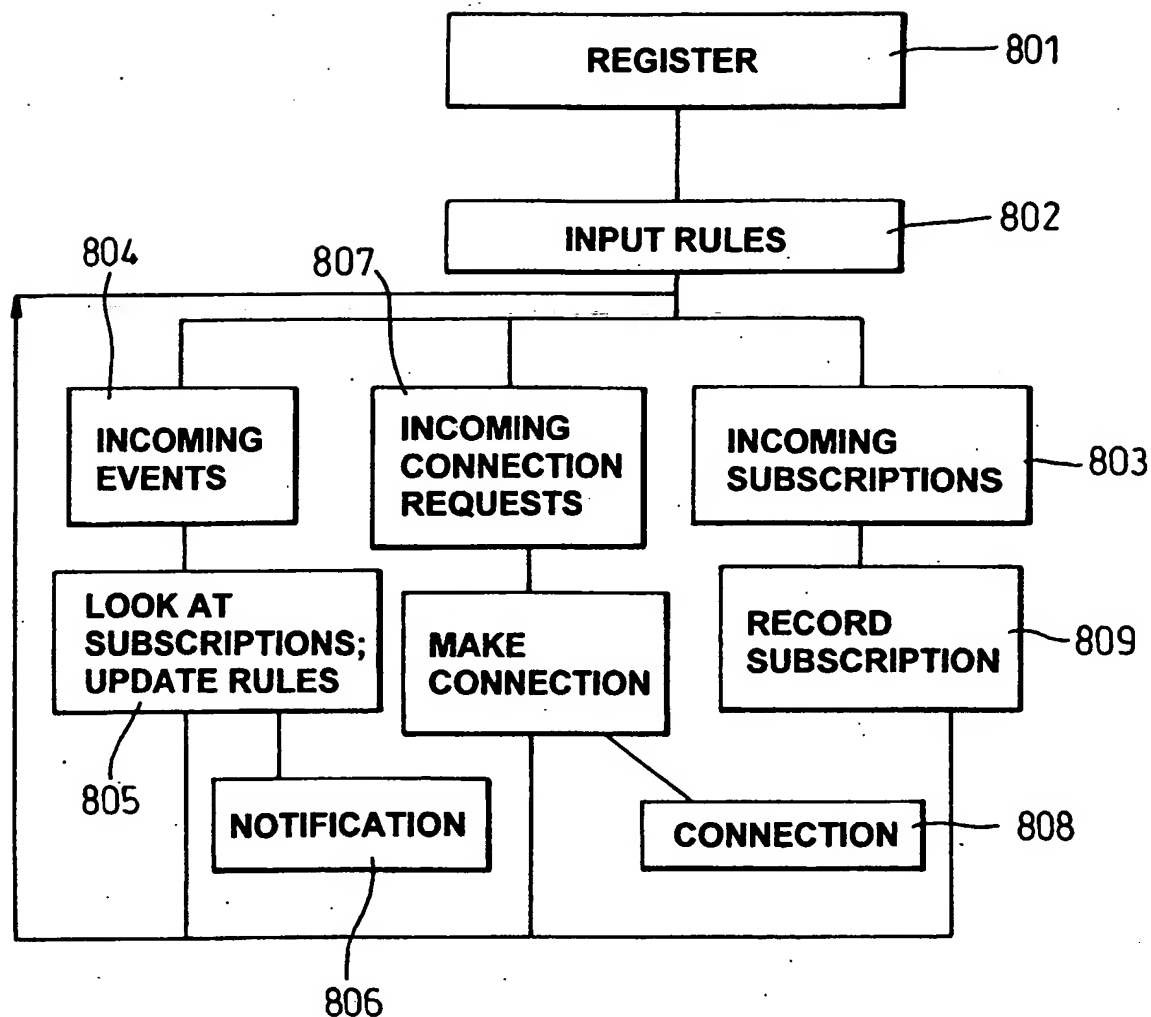 REGISTER
801
INPUT RULES
802
804
807
INCOMING
EVENTS
INCOMING
CONNECTION
REQUESTS
INCOMING
SUBSCRIPTIONS
803
LOOK AT
SUBSCRIPTIONS;
UPDATE RULES
MAKE
CONNECTION
RECORD
SUBSCRIPTION
809
805
NOTIFICATION
CONNECTION
808
806